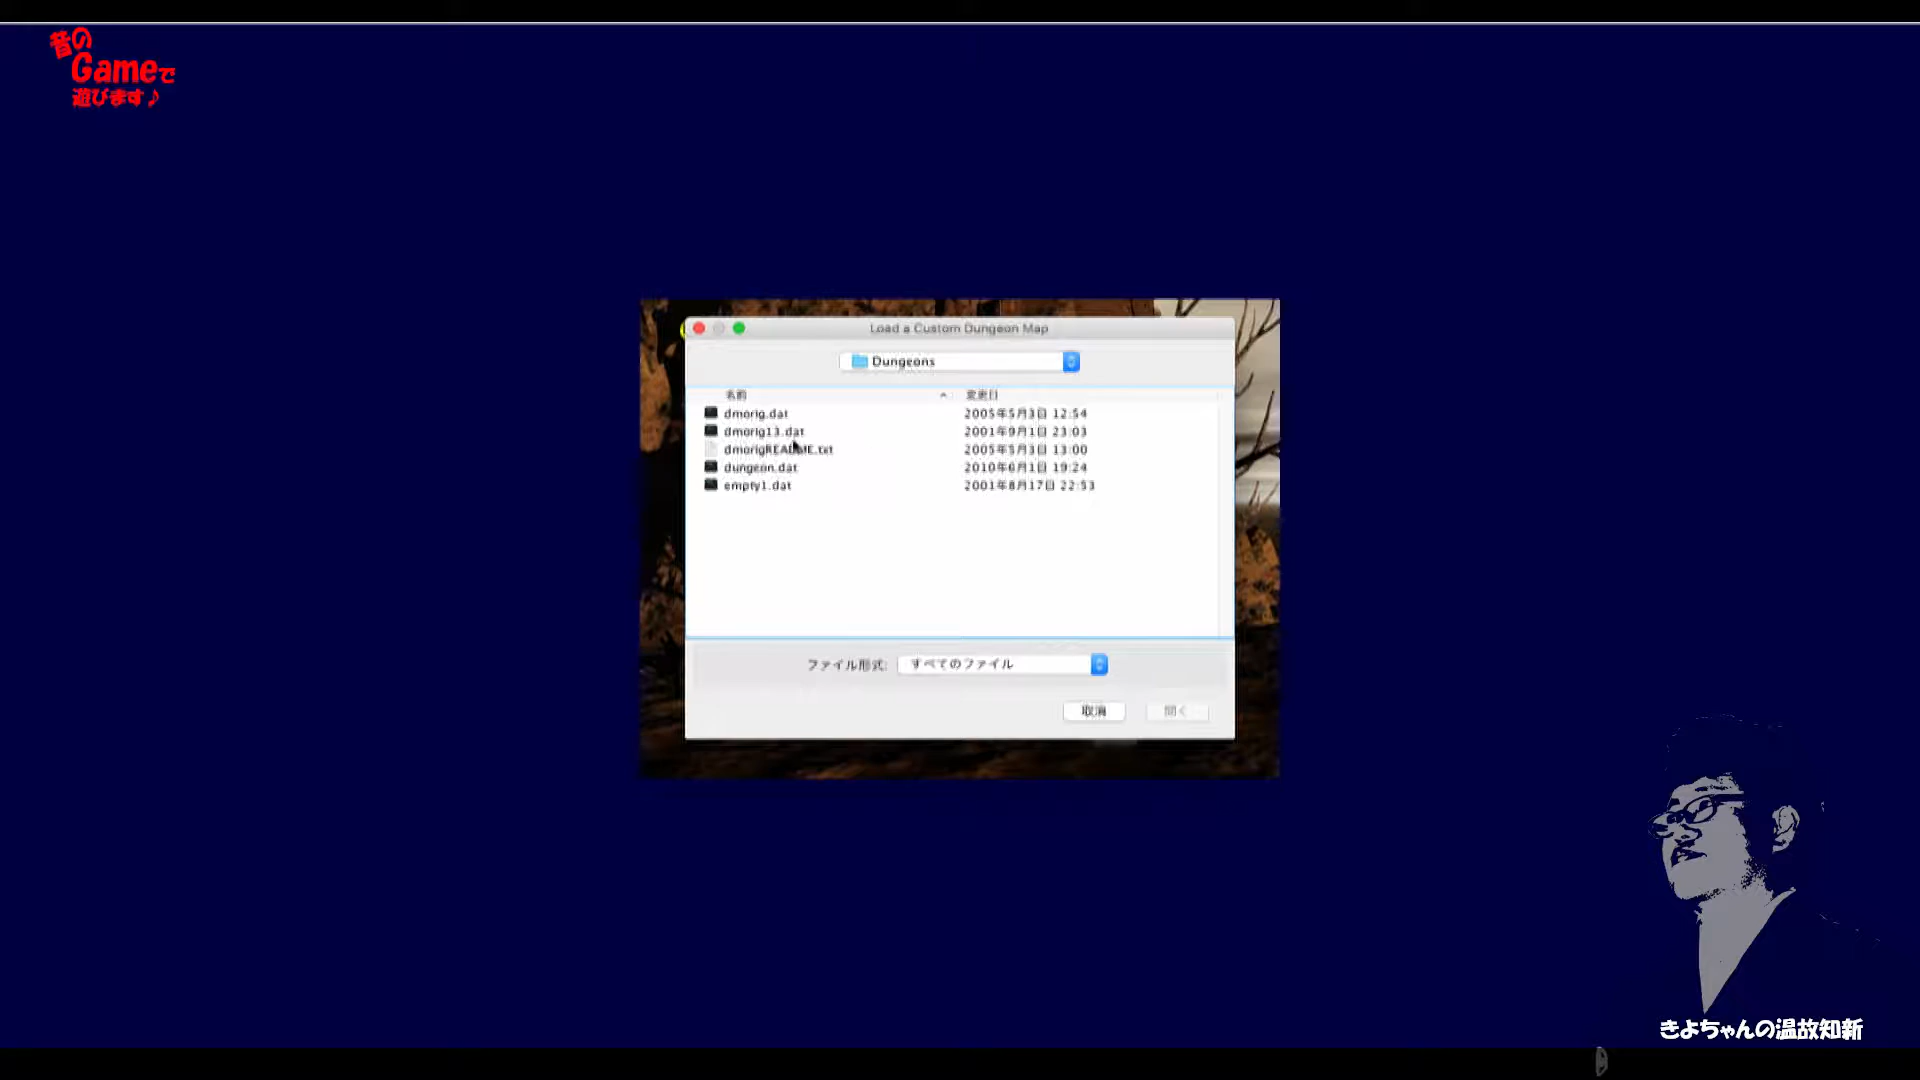 昔の
Gameで
遊びます♪
Load a Custom Dungeon Map
Dungeons
名前 変更日
dmorig.dat 2005年5月3日 12:54
dmorig13.dat 2001年9月1日 23:03
dmorigREADME.txt 2005年5月3日 13:00
dungeon.dat 2010年6月1日 19:24
empty1.dat 2001年8月17日 22:53
ファイル形式: すべてのファイル
取消 開く
きよちゃんの温故知新